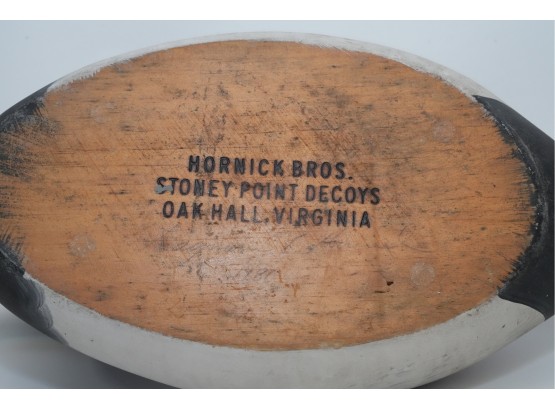 HORNICK BROS.
STONEY POINT DECOYS
OAK HALL, VIRGINIA